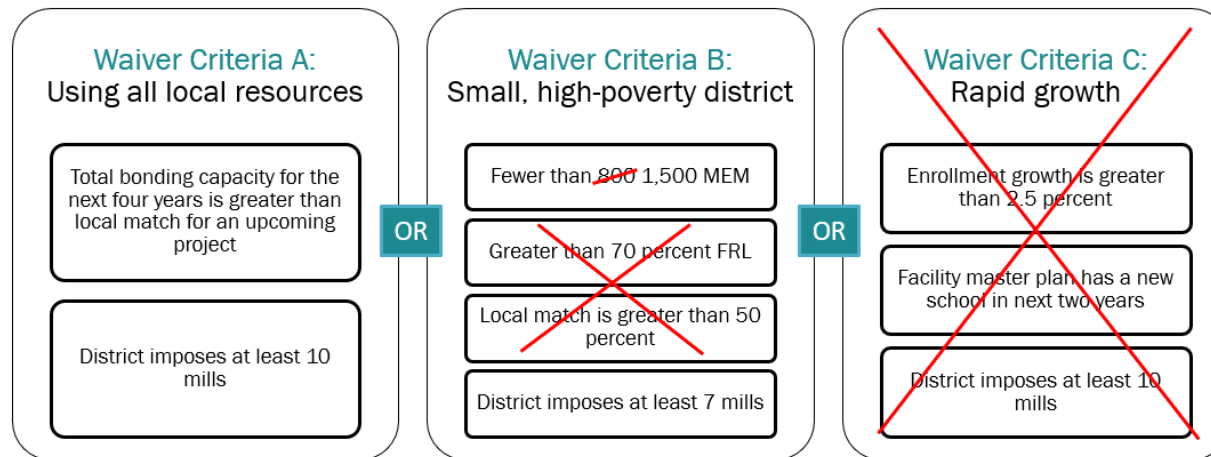 Waiver Criteria A:
Using all local resources
Total bonding capacity for the
next four years is greater than
local match for an upcoming
project
District imposes at least 10
mills
OR
Waiver Criteria B:
Small, high-poverty district
Fewer than 800 1,500 MEM
Greater than 70 percent FRL
Local match is greater than 50
percent
District imposes at least 7 mills
OR
Waiver Criteria C:
Rapid growth
Enrollment growth is greater
than 2.5 percent
Facility master plan has a new
school in next two years
District imposes at least 10
mills